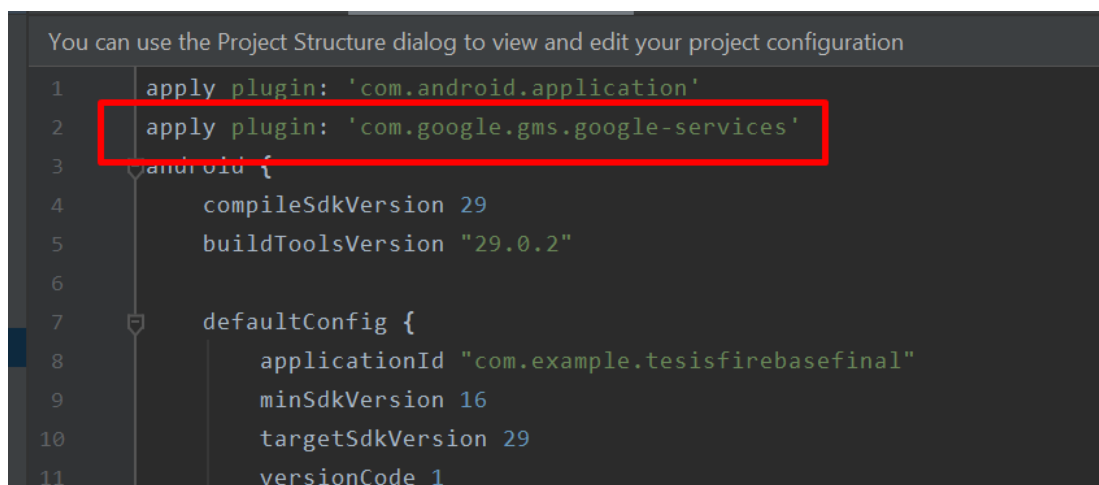 You can use the Project Structure dialog to view and edit your project configuration
1 apply plugin: 'com.android.application'
2 apply plugin: 'com.google.gms.google-services'
3 android {
4 compileSdkVersion 29
5 buildToolsVersion "29.0.2"
6
7 defaultConfig {
8 applicationId "com.example.tesisfirebasefinal"
9 minSdkVersion 16
10 targetSdkVersion 29
11 versionCode 1